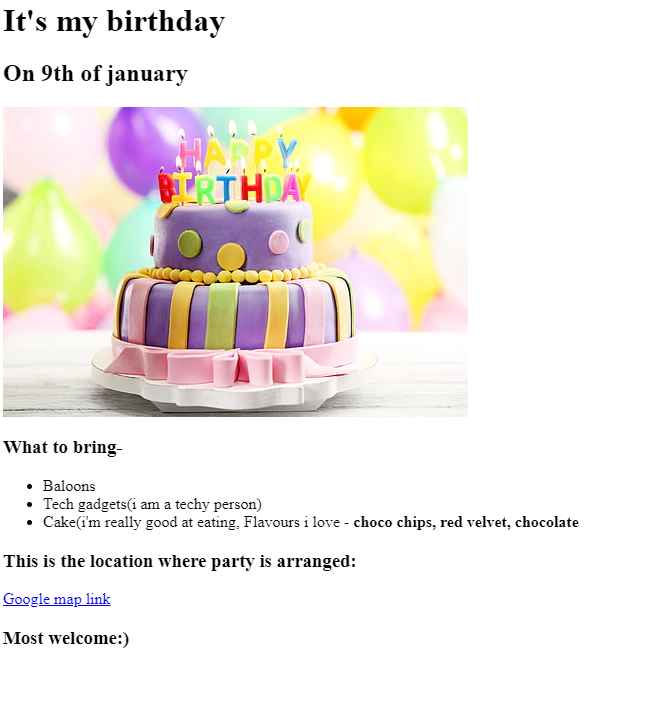 It's my birthday
On 9th of january
HAPPY
BIRTHDAY
What to bring-
Baloons
Tech gadgets(i am a techy person)
Cake(i'm really good at eating, Flavours i love - choco chips, red velvet, chocolate
This is the location where party is arranged:
Google map link
Most welcome:)